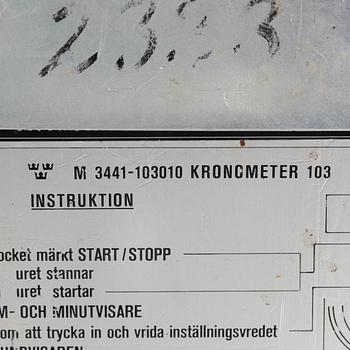 2323
M 3441-103010 KRONOMETER 103
INSTRUKTION
ocket märkt START/STOPP
uret stannar
uret startar
M- OCH MINUTVISARE
om att trycka in och vrida inställningsvredet
UNDVISAREN